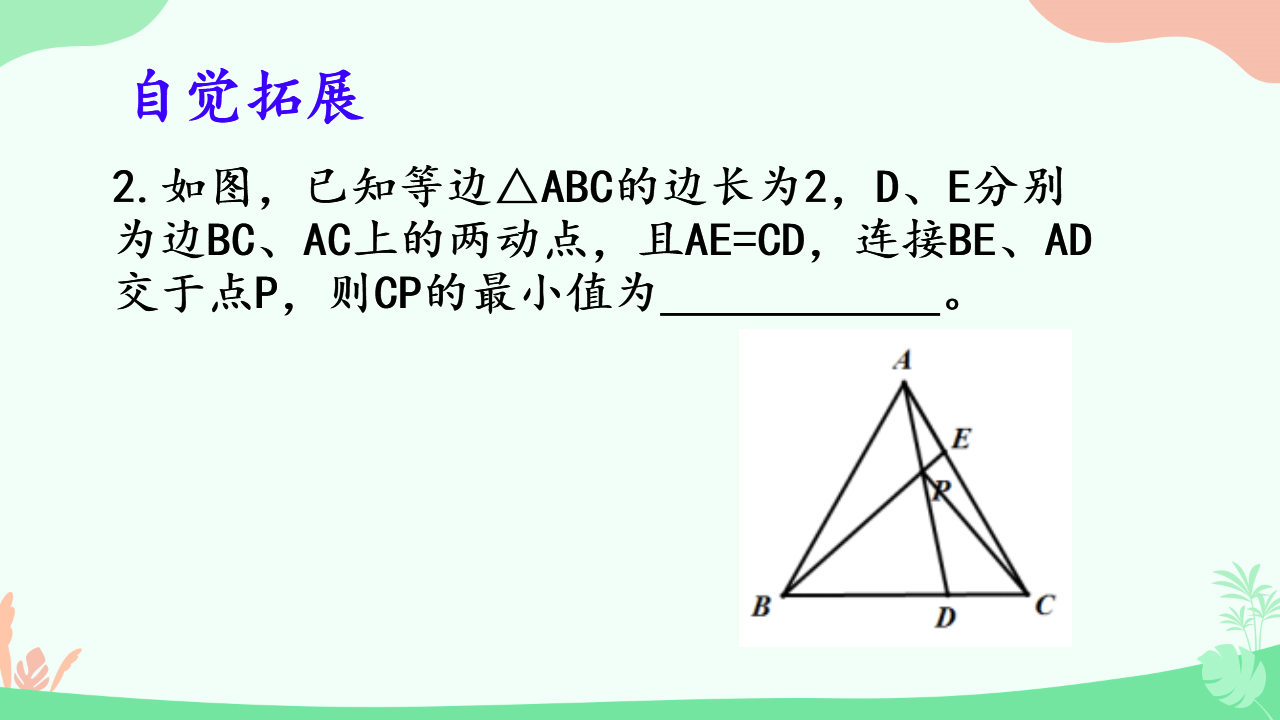 自觉拓展
2.如图，已知等边△ABC的边长为2，D、E分别
为边BC、AC上的两动点，且AE=CD，连接BE、AD
交于点P，则CP的最小值为____________。
A
E
P
B
D
C